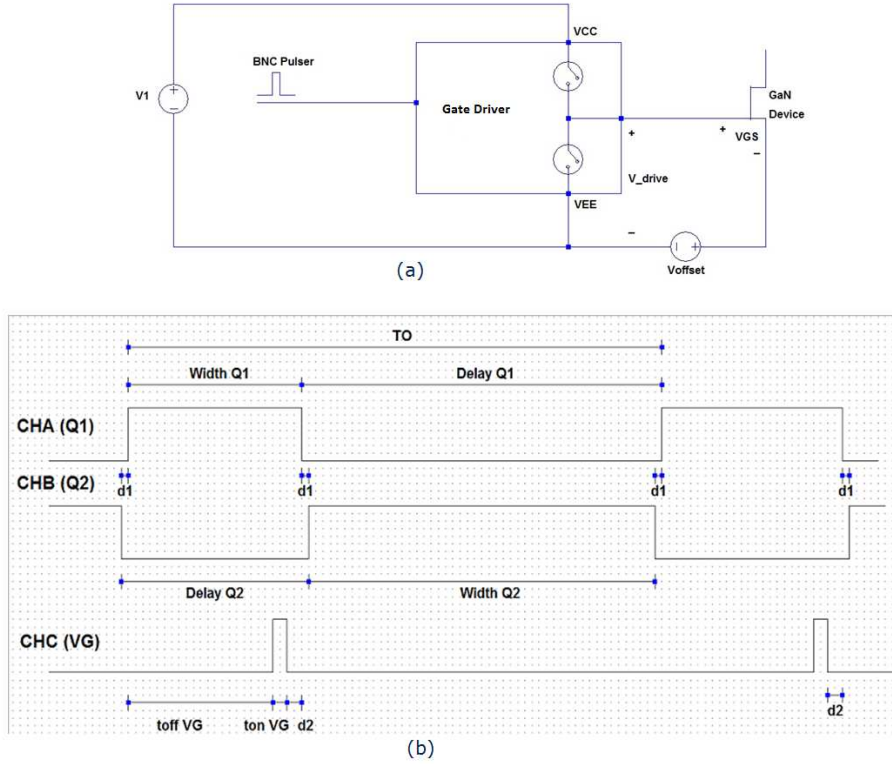 VCC
BNC Pulser
V1
+
−
Gate Driver
GaN
Device
+
VGS
−
+
V_drive
−
VEE
Voffset
(a)
TO
Width Q1 Delay Q1
CHA (Q1)
CHB (Q2)
d1 d1 d1 d1
Delay Q2 Width Q2
CHC (VG)
toff VG ton VG d2 d2
(b)